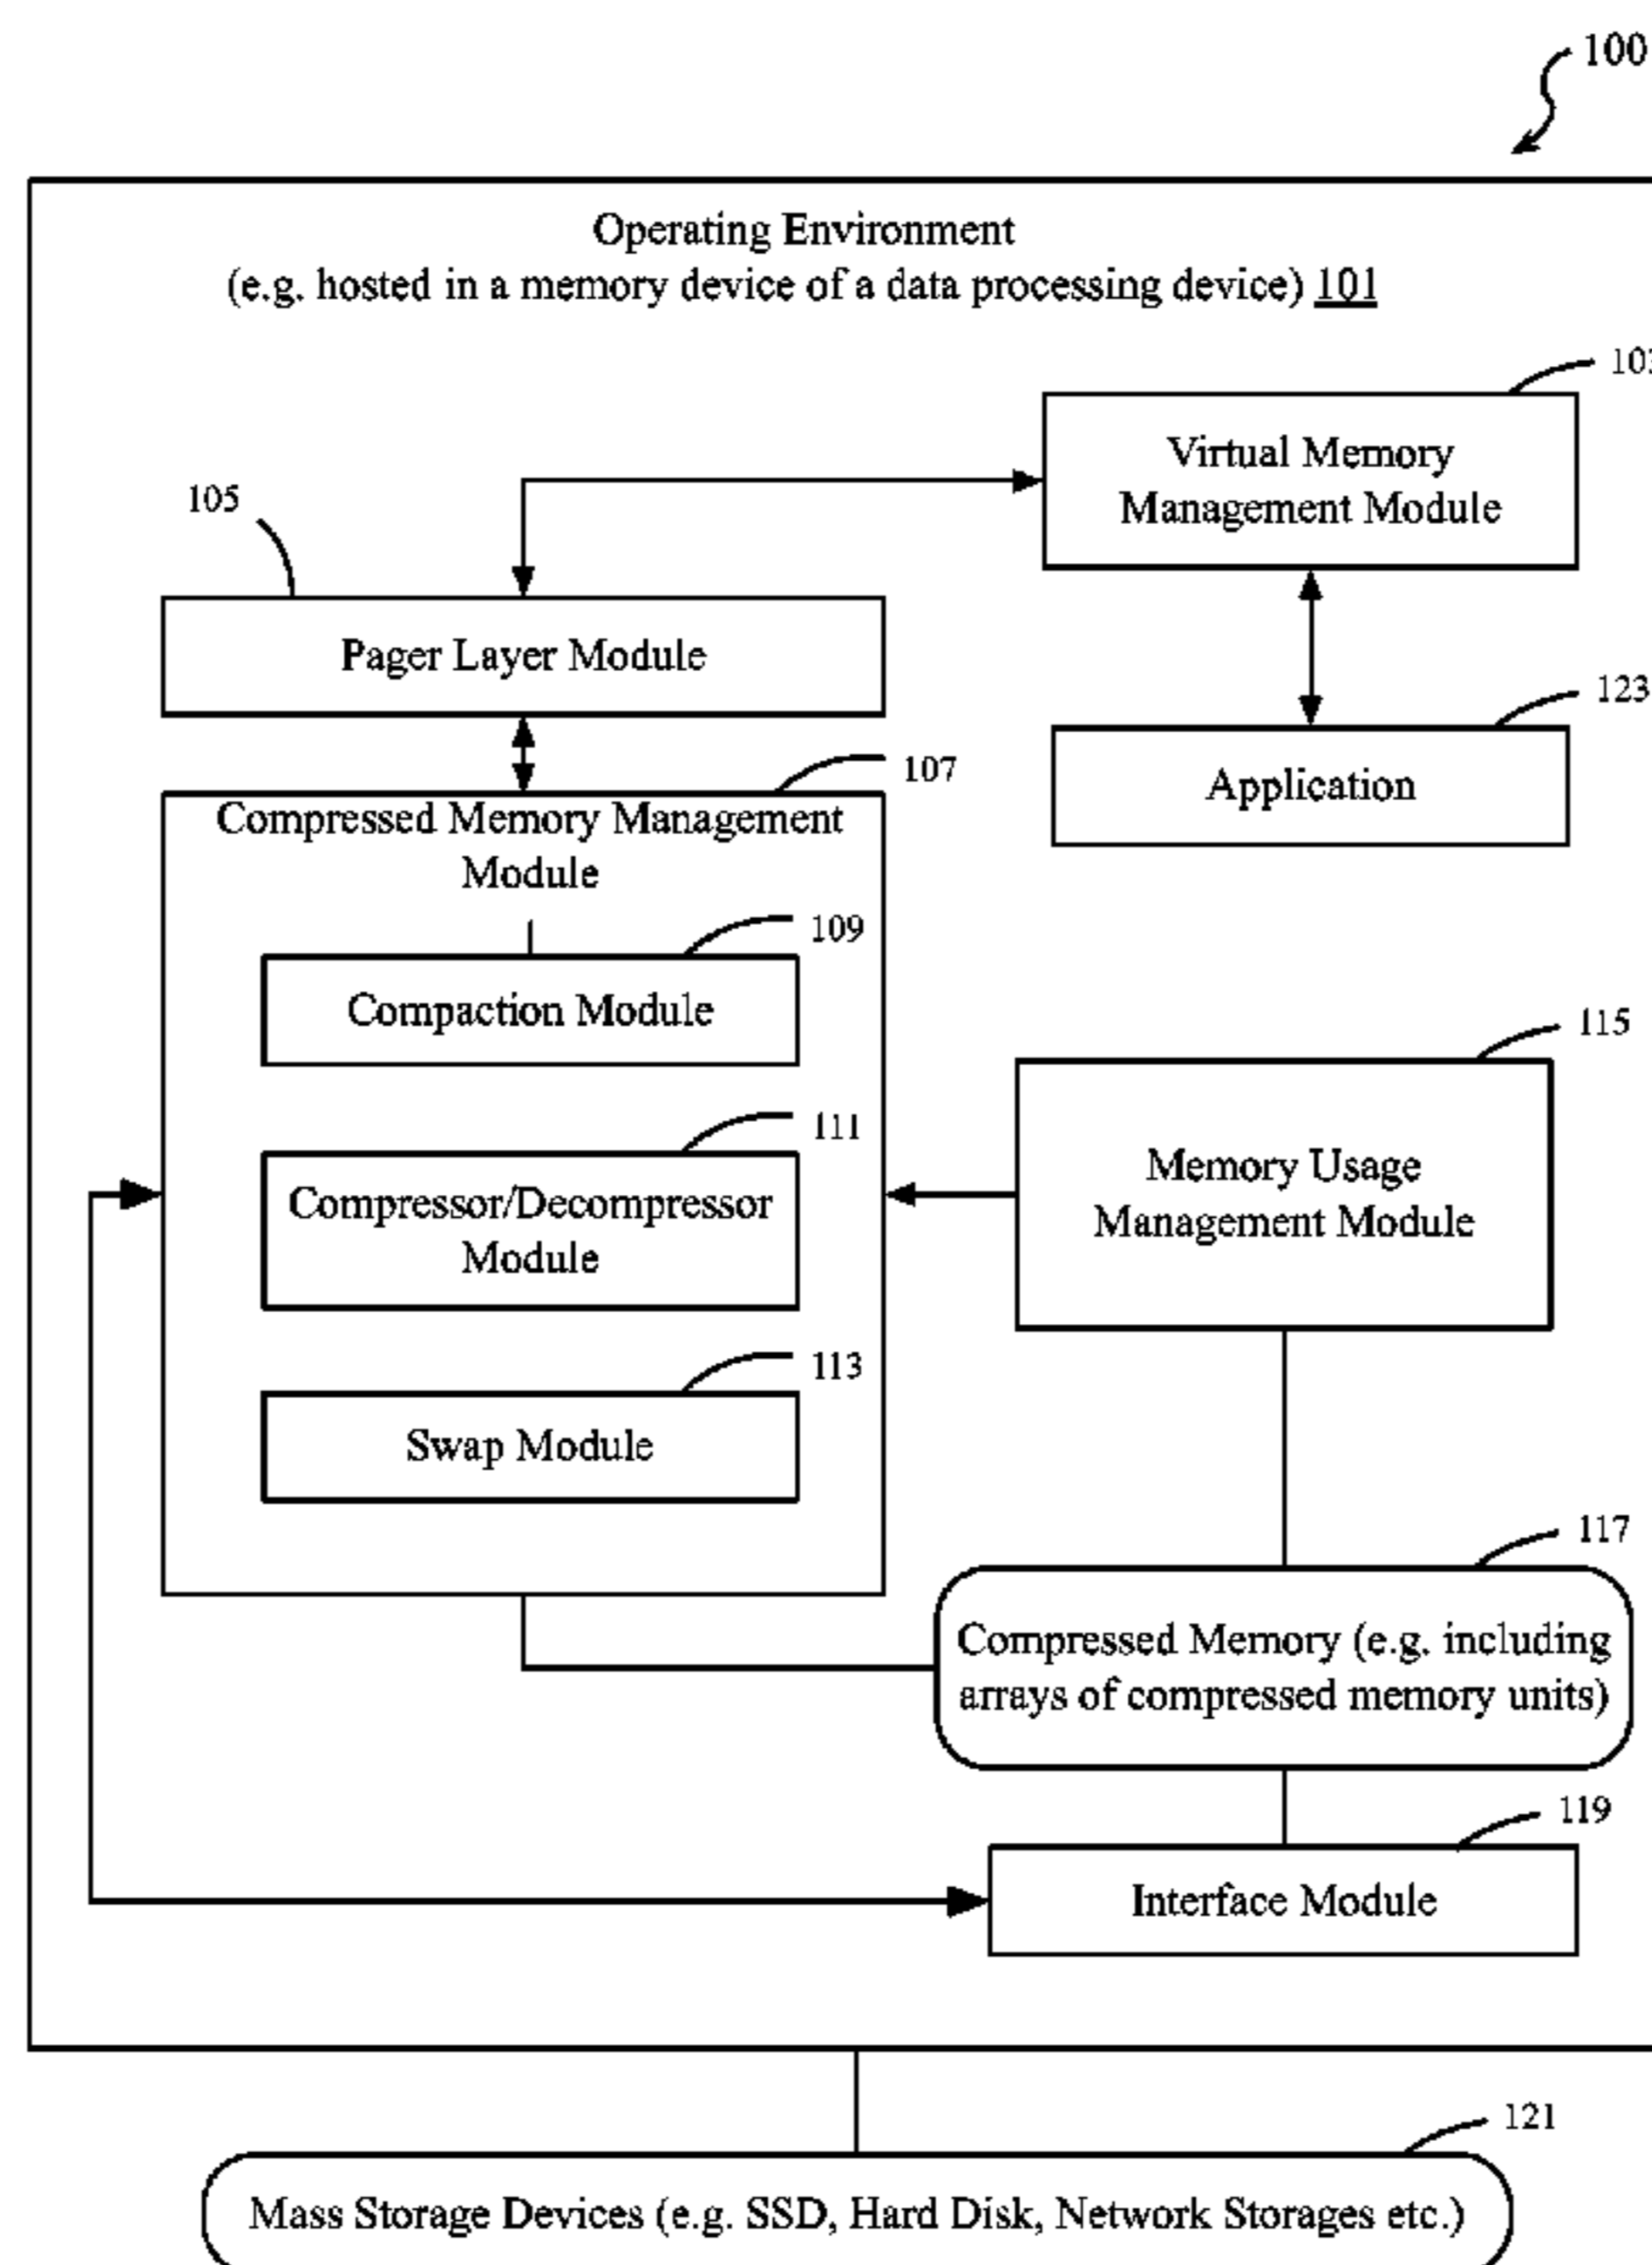 100
Operating Environment
(e.g. hosted in a memory device of a data processing device) 101
Virtual Memory
Management Module
105
Pager Layer Module
123
Application
107
Compressed Memory Management
Module
109
Compaction Module
115
Memory Usage
Management Module
111
Compressor/Decompressor
Module
113
Swap Module
117
Compressed Memory (e.g. including
arrays of compressed memory units)
119
Interface Module
121
Mass Storage Devices (e.g. SSD, Hard Disk, Network Storages etc.)